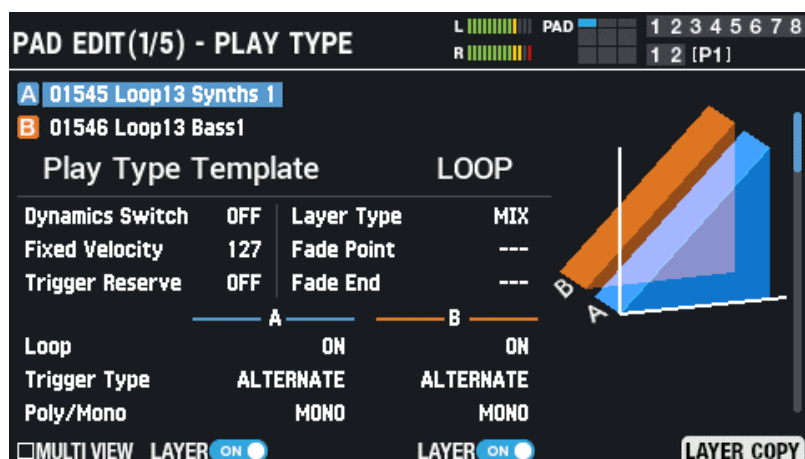 PAD EDIT(1/5) - PLAY TYPE
L PAD 1 2 3 4 5 6 7 8
R 1 2 [P1]
A 01545 Loop13 Synths 1
B 01546 Loop13 Bass1
Play Type Template LOOP
Dynamics Switch OFF Layer Type MIX
Fixed Velocity 127 Fade Point ---
Trigger Reserve OFF Fade End ---
A B
Loop ON ON
Trigger Type ALTERNATE ALTERNATE
Poly/Mono MONO MONO
MULTI VIEW LAYER ON LAYER ON LAYER COPY
B
A